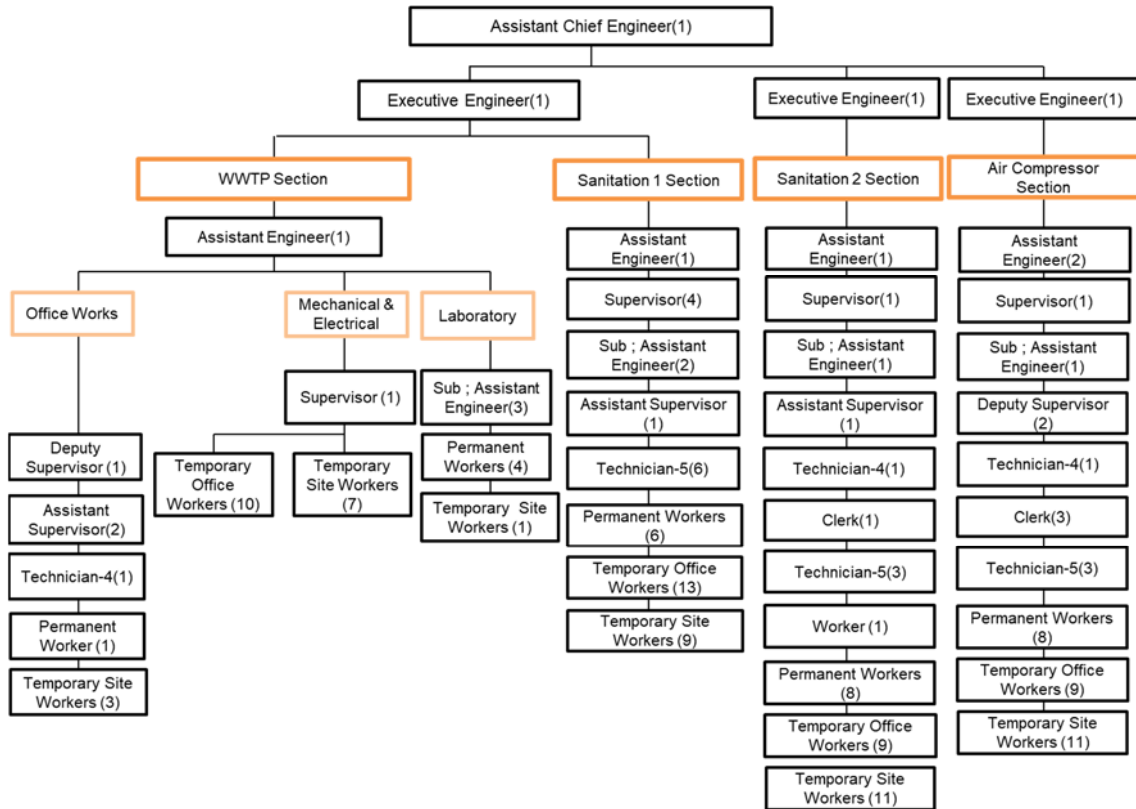 Assistant Chief Engineer(1)
Executive Engineer(1)
Executive Engineer(1)
Executive Engineer(1)
WWTP Section
Sanitation 1 Section
Sanitation 2 Section
Air Compressor
Section
Assistant Engineer(1)
Office Works
Mechanical &
Electrical
Laboratory
Deputy
Supervisor (1)
Assistant
Supervisor(2)
Technician-4(1)
Permanent
Worker (1)
Temporary Site
Workers (3)
Supervisor (1)
Temporary
Office
Workers (10)
Temporary
Site Workers
(7)
Sub ; Assistant
Engineer(3)
Permanent
Workers (4)
Temporary Site
Workers (1)
Assistant
Engineer(1)
Supervisor(4)
Sub ; Assistant
Engineer(2)
Assistant Supervisor
(1)
Technician-5(6)
Permanent Workers
(6)
Temporary Office
Workers (13)
Temporary Site
Workers (9)
Assistant
Engineer(1)
Supervisor(1)
Sub ; Assistant
Engineer(1)
Assistant Supervisor
(1)
Technician-4(1)
Clerk(1)
Technician-5(3)
Worker (1)
Permanent Workers
(8)
Temporary Office
Workers (9)
Temporary Site
Workers (11)
Assistant
Engineer(2)
Supervisor(1)
Sub ; Assistant
Engineer(1)
Deputy Supervisor
(2)
Technician-4(1)
Clerk(3)
Technician-5(3)
Permanent Workers
(8)
Temporary Office
Workers (9)
Temporary Site
Workers (11)